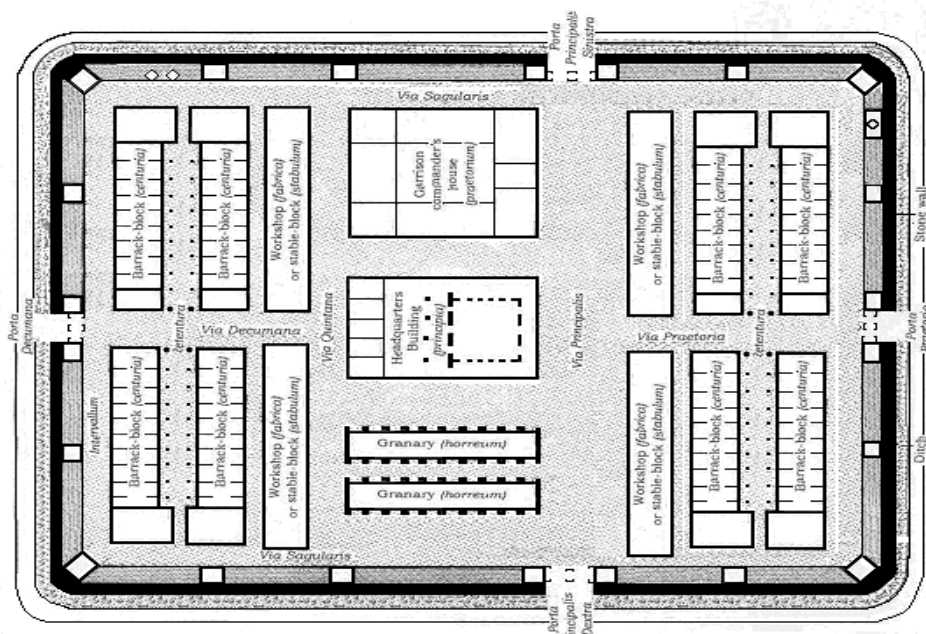 Porta
Principalis
Sinistra
Via Sagularis
Barrack-block (centuria)
Barrack-block (centuria)
Workshop (fabrica)
or stable-block (stabulum)
Garrison
commander's
house
(praetorium)
Workshop (fabrica)
or stable-block (stabulum)
Barrack-block (centuria)
Barrack-block (centuria)
Stone wall
Porta
Decumana
Via Decumana
Via Quintana
Headquarters
Building
(principia)
Via Principalis
Via Praetoria
Porta
Intervallum
Barrack-block (centuria)
Barrack-block (centuria)
Workshop (fabrica)
or stable-block (stabulum)
Granary (horreum)
Granary (horreum)
Workshop (fabrica)
or stable-block (stabulum)
Barrack-block (centuria)
Barrack-block (centuria)
Ditch
Via Sagularis
Porta
Dextra